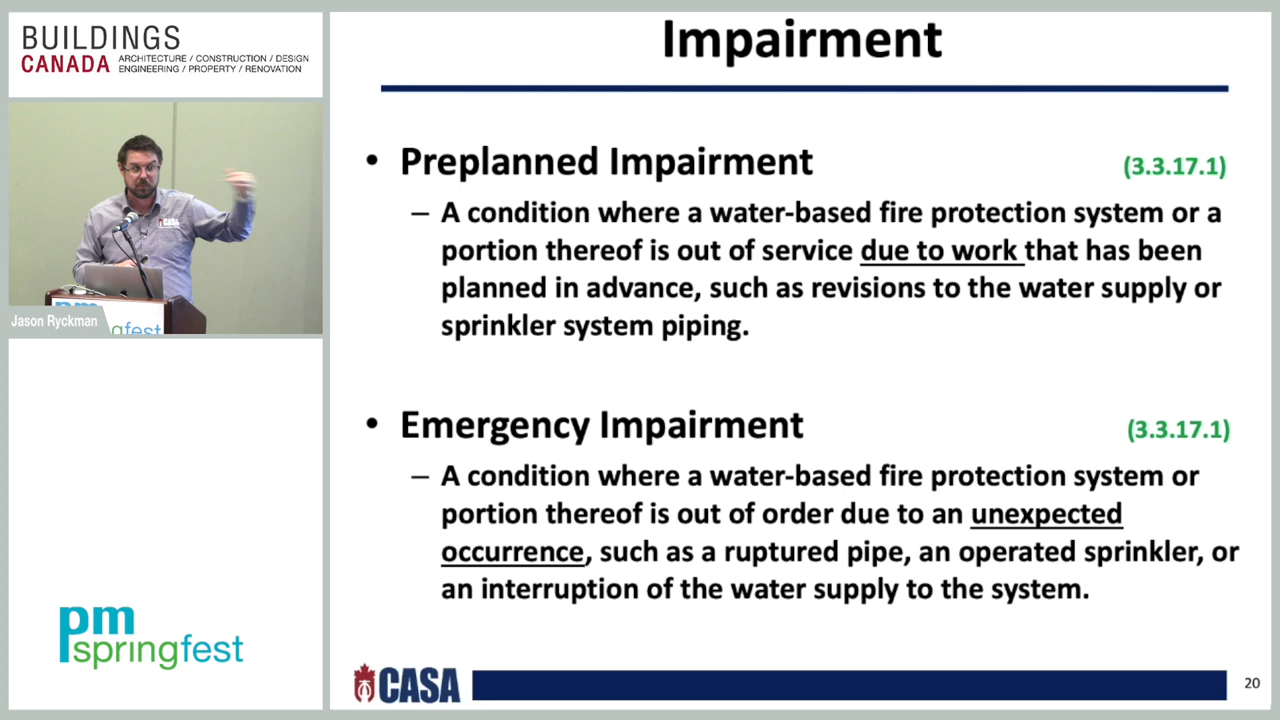 BUILDINGS
CANADA
ARCHITECTURE / CONSTRUCTION / DESIGN
ENGINEERING / PROPERTY / RENOVATION
CASA
Jason Ryckman
pm
ngfest
pm
springfest
Impairment
• Preplanned Impairment (3.3.17.1)
– A condition where a water-based fire protection system or a
portion thereof is out of service due to work that has been
planned in advance, such as revisions to the water supply or
sprinkler system piping.
• Emergency Impairment (3.3.17.1)
– A condition where a water-based fire protection system or
portion thereof is out of order due to an unexpected
occurrence, such as a ruptured pipe, an operated sprinkler, or
an interruption of the water supply to the system.
CASA
20